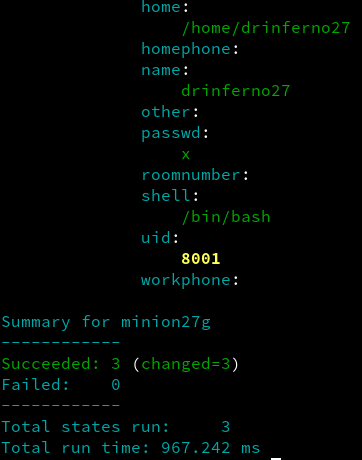 home:
/home/drinferno27
homephone:
name:
drinferno27
other:
passwd:
x
roomnumber:
shell:
/bin/bash
uid:
8001
workphone:
Summary for minion27g
------------
Succeeded: 3 (changed=3)
Failed:    0
------------
Total states run:     3
Total run time: 967.242 ms